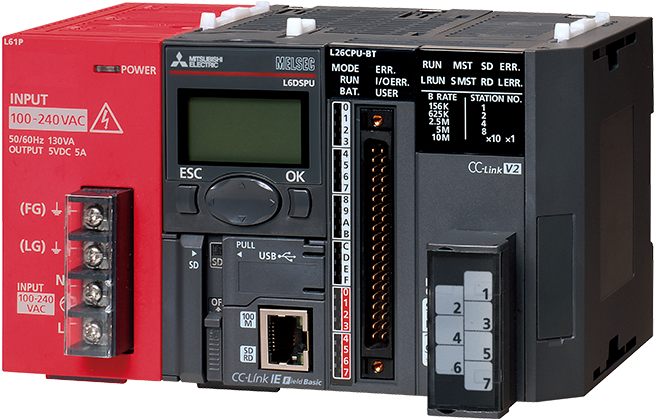 L61P
POWER
INPUT
100-240VAC
50/60Hz 130VA
OUTPUT 5VDC 5A
(FG)
(LG)
N
INPUT
100-240
VAC
L
MITSUBISHI
ELECTRIC
MELSEC
L6DSPU
ESC
OK
SD
SD
OF
PULL
USB
100
M
SD
RD
CC-Link IE Field Basic
L26CPU-BT
MODE ERR.
RUN I/O ERR.
BAT. USER
0
1
2
3
4
5
6
7
8
9
A
B
C
D
E
F
0
1
2
3
4
5
6
7
RUN MST SD ERR.
L RUN S MST RD L ERR.
B RATE STATION NO.
156K 1
625K 2
2.5M 4
5M 8
10M ×10 ×1
CC-Link V2
1
2
3
4
5
6
7